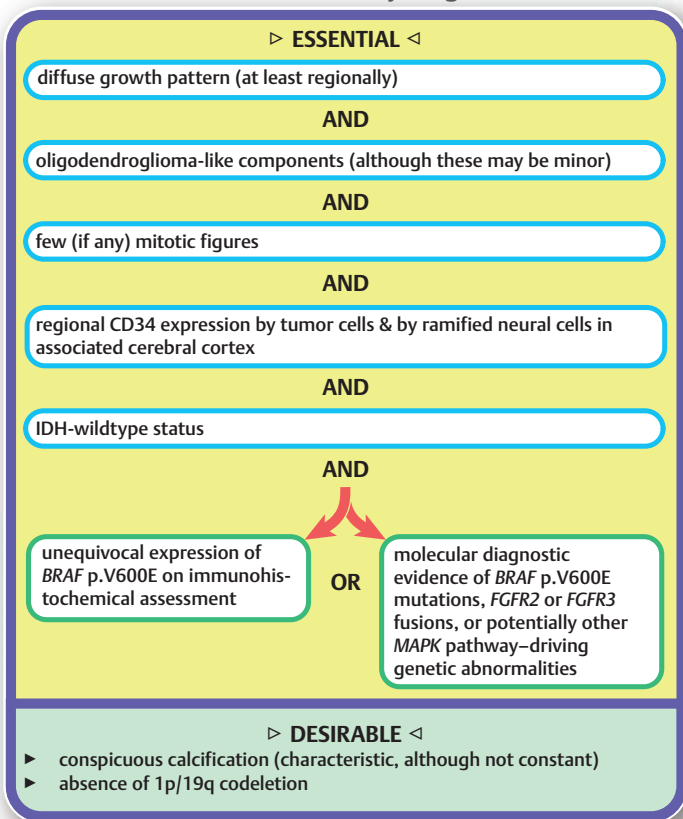 ▷ ESSENTIAL ◁
diffuse growth pattern (at least regionally)
AND
oligodendroglioma-like components (although these may be minor)
AND
few (if any) mitotic figures
AND
regional CD34 expression by tumor cells & by ramified neural cells in
associated cerebral cortex
AND
IDH-wildtype status
AND
unequivocal expression of
BRAF p.V600E on immunohis-
tochemical assessment
OR
molecular diagnostic
evidence of BRAF p.V600E
mutations, FGFR2 or FGFR3
fusions, or potentially other
MAPK pathway–driving
genetic abnormalities
▷ DESIRABLE ◁
► conspicuous calcification (characteristic, although not constant)
► absence of 1p/19q codeletion